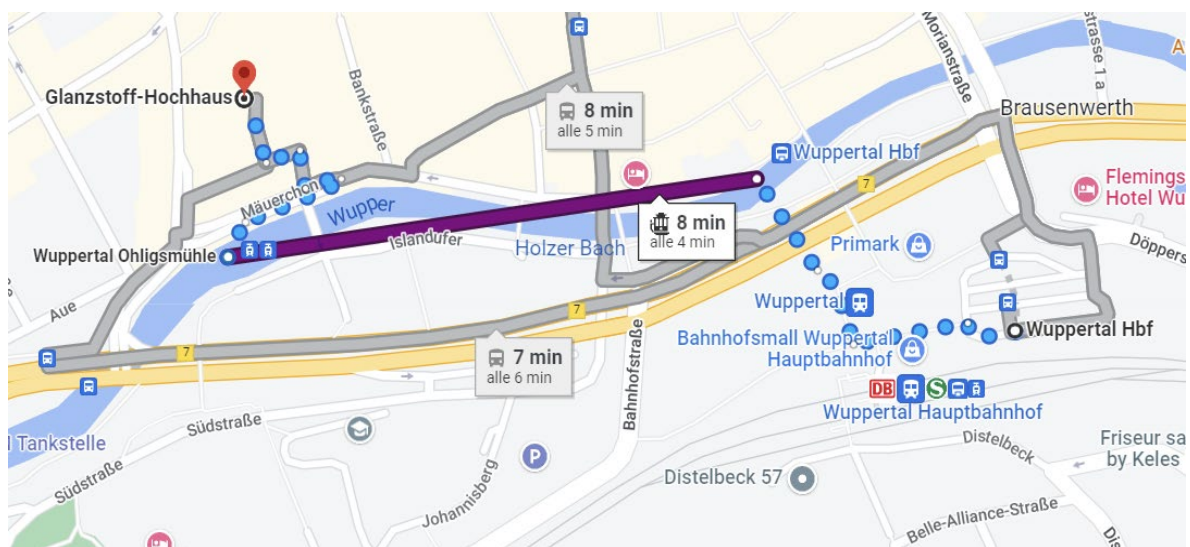 Glanzstoff-Hochhaus
Bankstraße
8 min
alle 5 min
Morianstraße
strasse 1 a
A
Brausenwerth
Wuppertal Hbf
7
Flemings
Hotel Wu
Mäuerchen
Wupper
Wuppertal Ohligsmühle
Islandufer
8 min
alle 4 min
Holzer Bach
Primark
Döppers
Aue
7
7
Wuppertal
Wuppertal Hbf
7 min
alle 6 min
Bahnhofsmall Wuppertal
Hauptbahnhof
Bahnhofstraße
DB
S
Wuppertal Hauptbahnhof
Südstraße
l Tankstelle
Südstraße
P
Johannisberg
Distelbeck 57
Distelbeck
Friseur sa
by Keles
Belle-Alliance-Straße
Dis